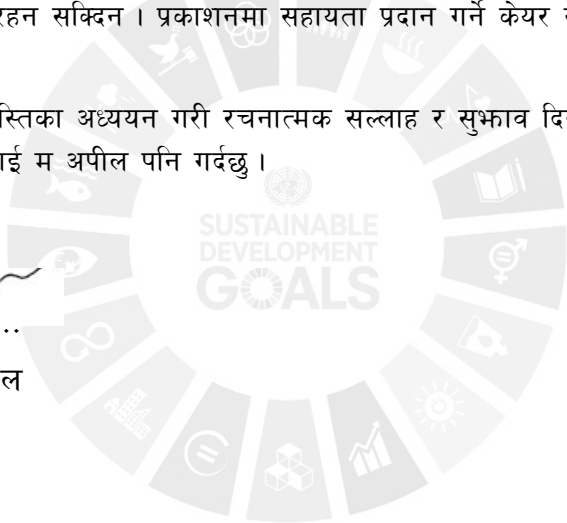 रहन सक्दिन । प्रकाशनमा सहायता प्रदान गर्ने केयर
स्तिका अध्ययन गरी रचनात्मक सल्लाह र सुझाव
ाई म अपील पनि गर्दछु ।
SUSTAINABLE
DEVELOPMENT
GOALS
..
ल